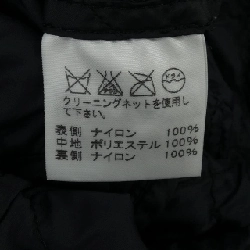 クリーニングネットを使用し
て下さい。
表側 ナイロン 100%
中地 ポリエステル 100%
裏側 ナイロン 100%